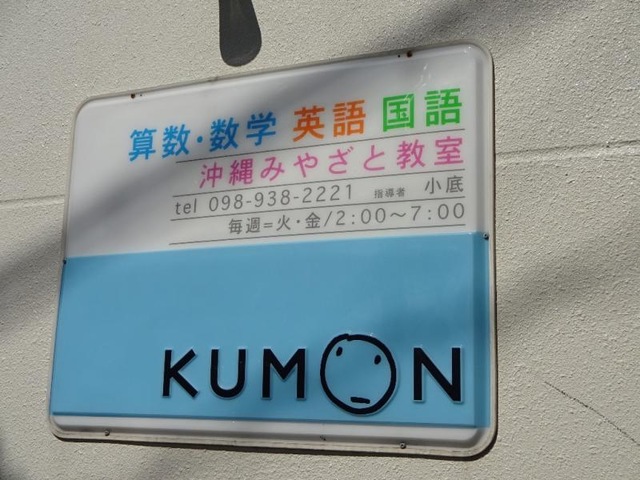 算数・数学 英語 国語
沖縄みやざと教室
tel 098-938-2221 指導者 小底
毎週=火・金/2:00〜7:00
KUMON